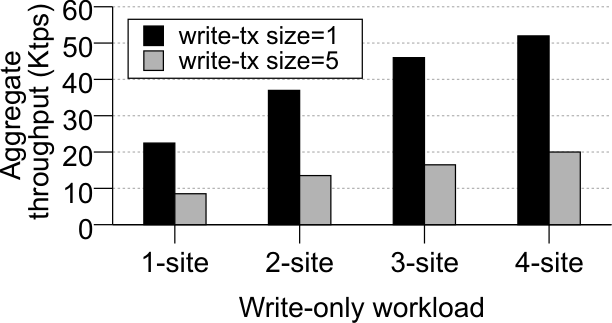 Aggregate
throughput (Ktps)
60
50
40
30
20
10
0
write-tx size=1
write-tx size=5
1-site
2-site
3-site
4-site
Write-only workload